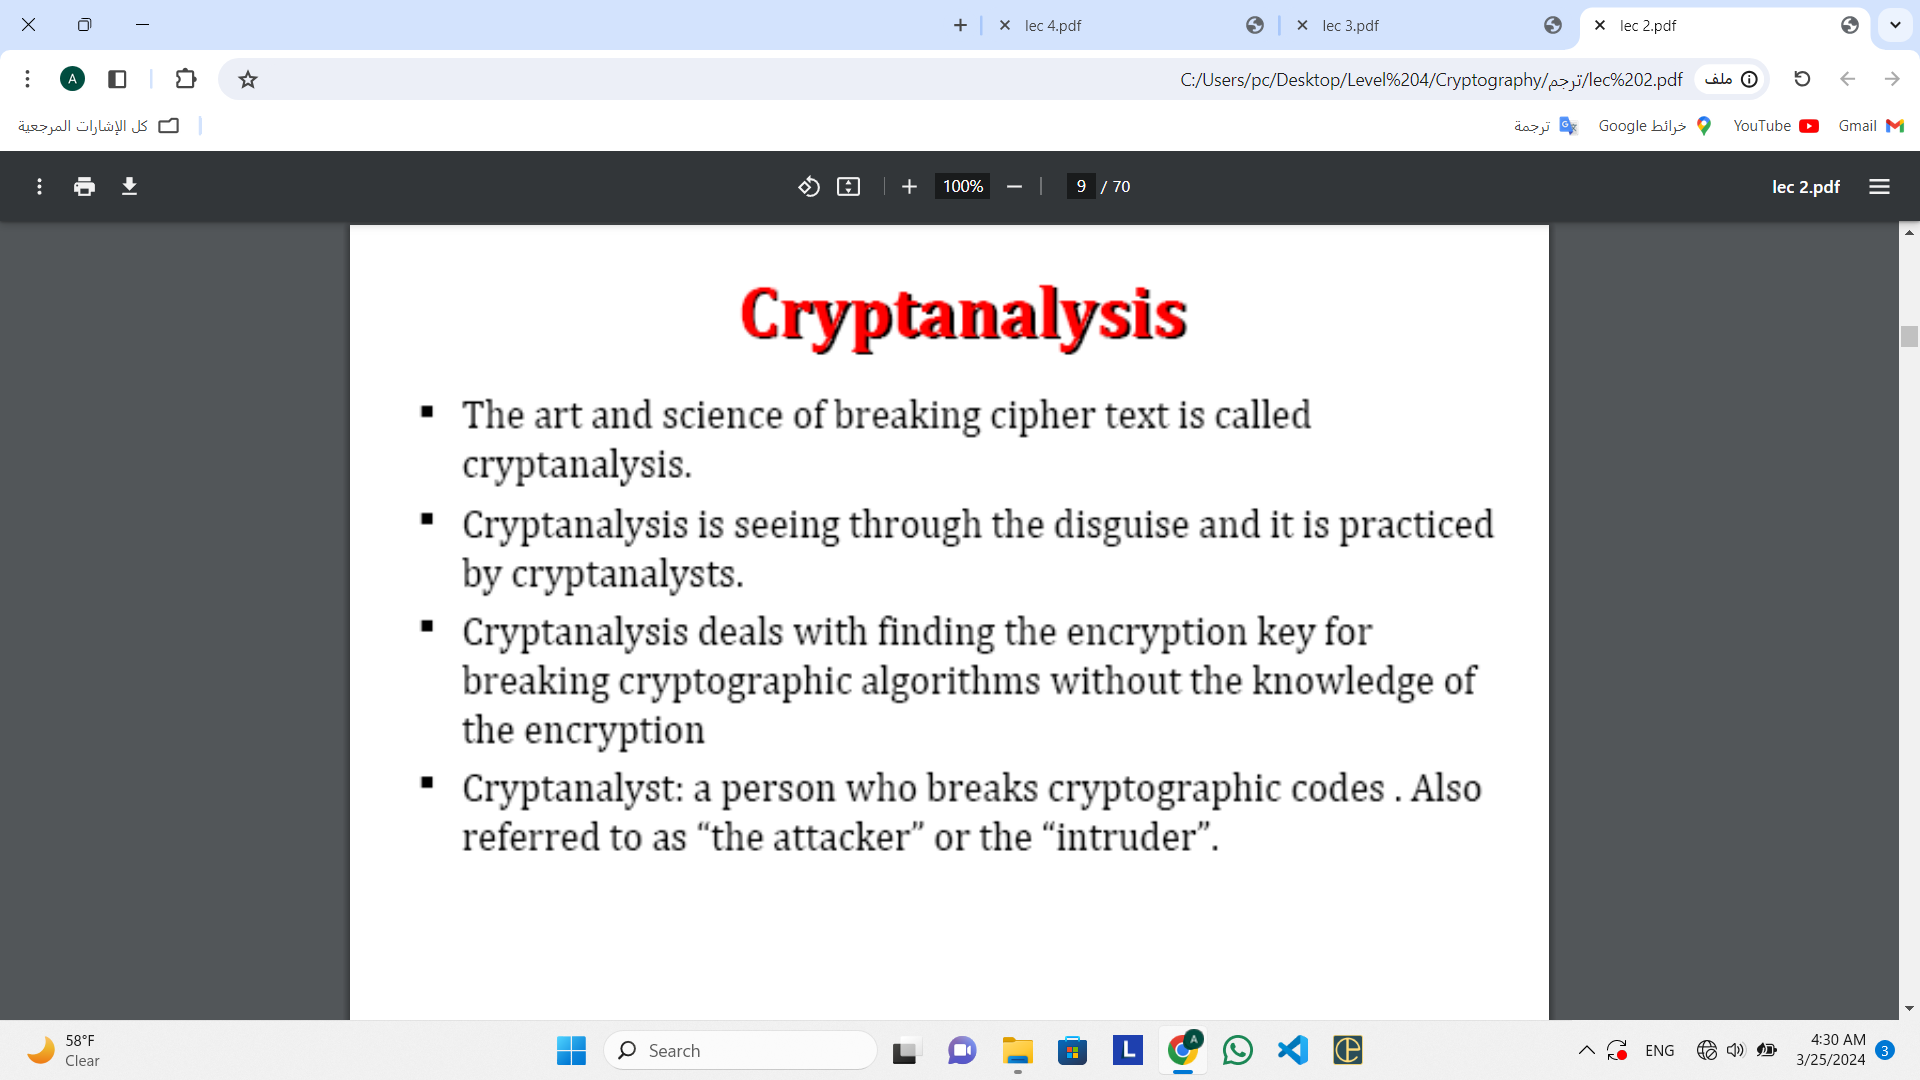 lec 4.pdf
lec 3.pdf
lec 2.pdf
A
C:/Users/pc/Desktop/Level%204/Cryptography/ترجم/lec%202.pdf
ملف
كل الإشارات المرجعية
ترجمة
خرائط Google
YouTube
Gmail
100%
9 / 70
lec 2.pdf
Cryptanalysis
▪ The art and science of breaking cipher text is called
cryptanalysis.
▪ Cryptanalysis is seeing through the disguise and it is practiced
by cryptanalysts.
▪ Cryptanalysis deals with finding the encryption key for
breaking cryptographic algorithms without the knowledge of
the encryption
▪ Cryptanalyst: a person who breaks cryptographic codes . Also
referred to as “the attacker” or the “intruder”.
58°F
Clear
Search
L
A
ENG
4:30 AM
3/25/2024
3